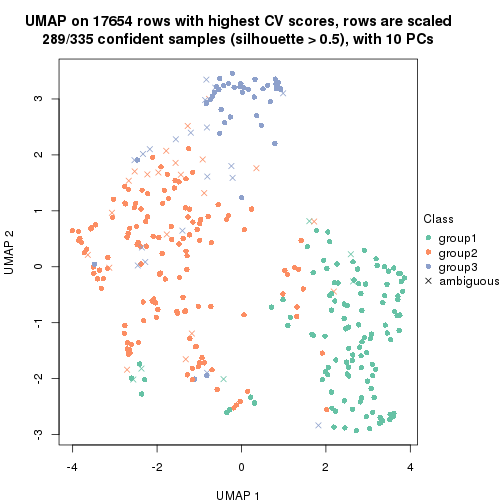 UMAP on 17654 rows with highest CV scores, rows are scaled
289/335 confident samples (silhouette > 0.5), with 10 PCs
3
2
1
0
-1
-2
-3
UMAP 2
-4
-2
0
2
4
UMAP 1
Class
group1
group2
group3
ambiguous